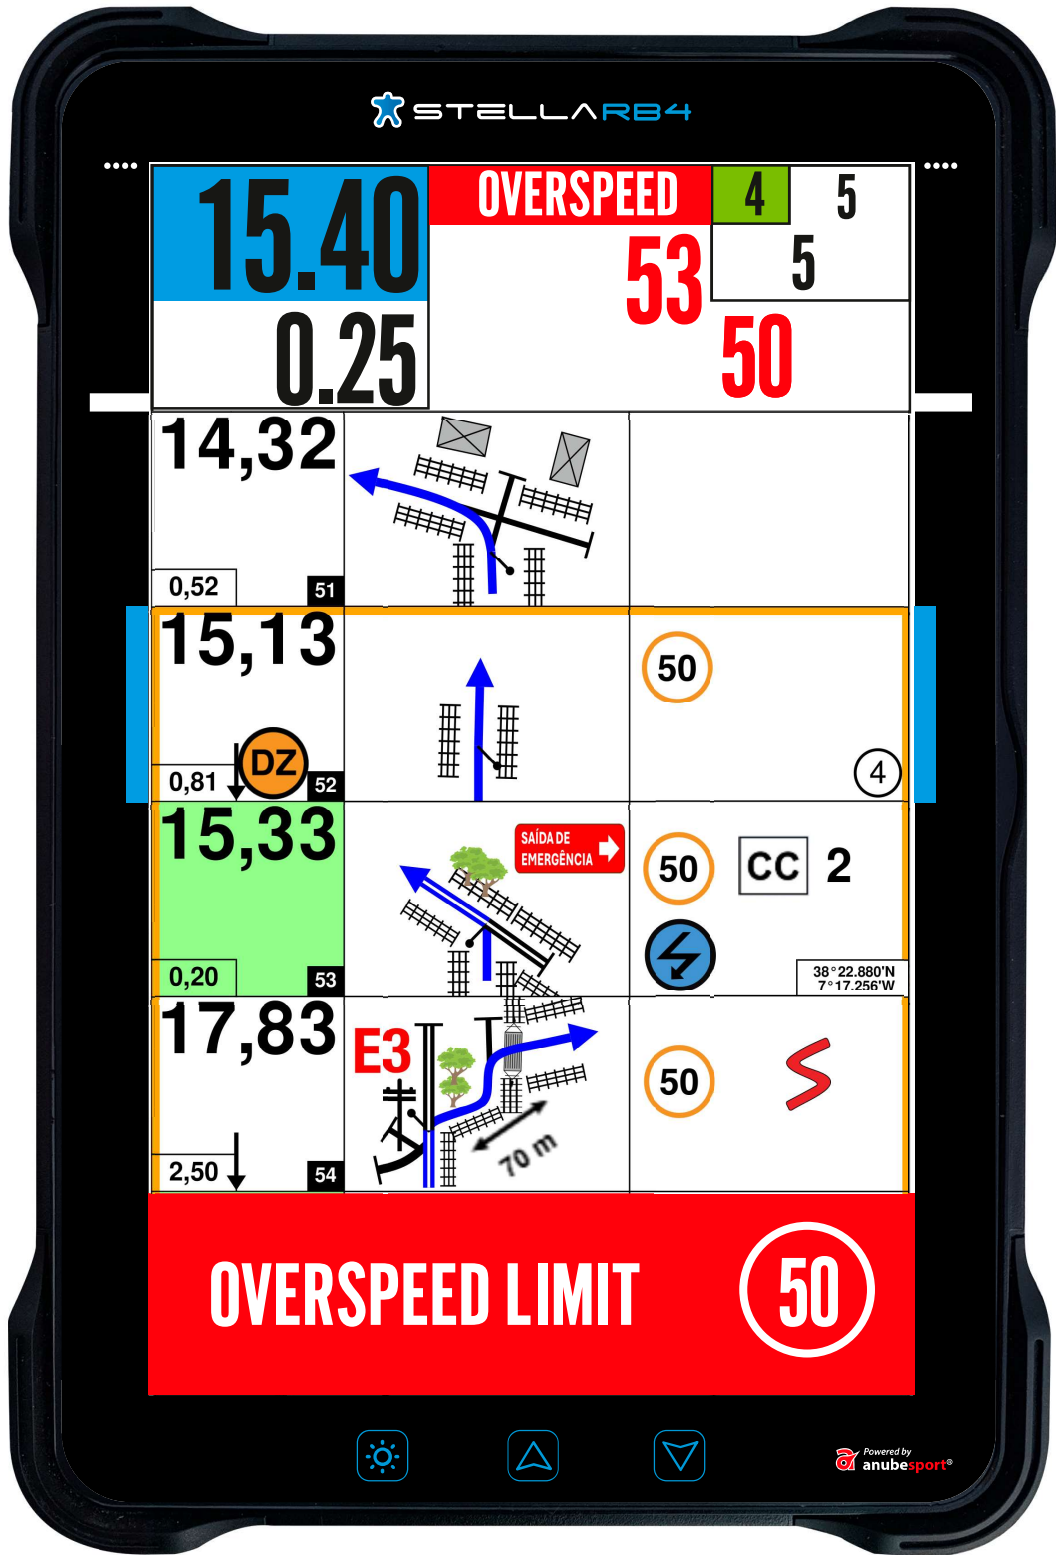 STELLARB4
15.40
OVERSPEED
4
5
5
53
0.25
50
14,32
0,52
51
15,13
50
DZ
0,81
52
4
15,33
SAÍDA DE
EMERGÊNCIA
50
CC
2
0,20
53
38°22.880'N
7°17.256'W
17,83
E3
50
70 m
2,50
54
OVERSPEED LIMIT
50
Powered by
anubesport®